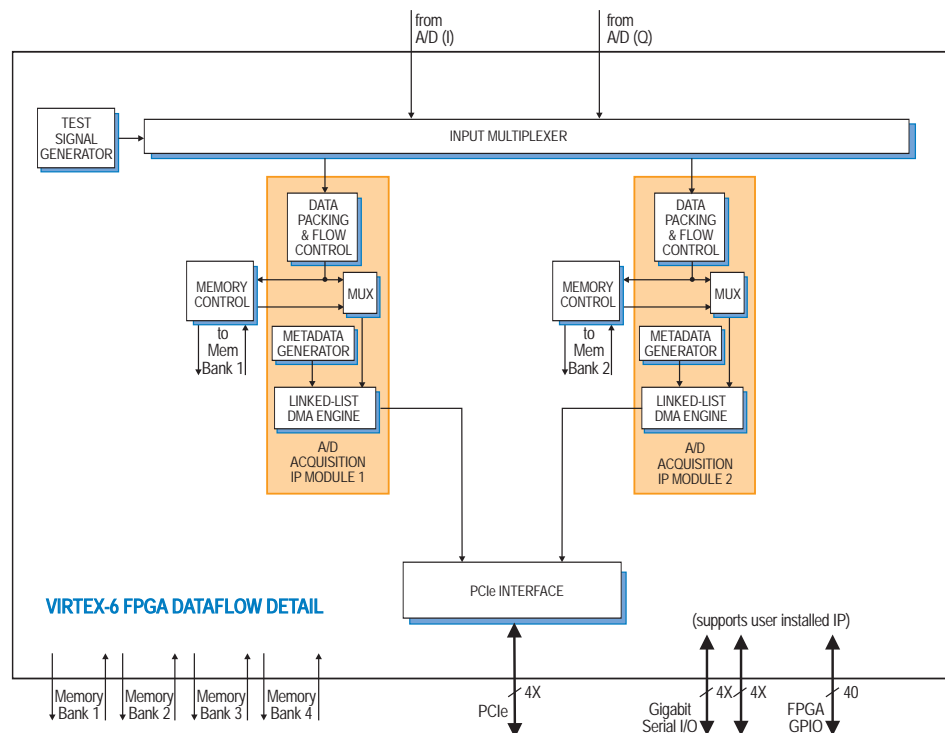 from
A/D (I)
from
A/D (Q)
TEST
SIGNAL
GENERATOR
INPUT MULTIPLEXER
DATA
PACKING
& FLOW
CONTROL
MEMORY
CONTROL
MUX
to
Mem
Bank 1
METADATA
GENERATOR
LINKED-LIST
DMA ENGINE
A/D
ACQUISITION
IP MODULE 1
DATA
PACKING
& FLOW
CONTROL
MEMORY
CONTROL
MUX
to
Mem
Bank 2
METADATA
GENERATOR
LINKED-LIST
DMA ENGINE
A/D
ACQUISITION
IP MODULE 2
PCIe INTERFACE
VIRTEX-6 FPGA DATAFLOW DETAIL
(supports user installed IP)
Memory
Bank 1
Memory
Bank 2
Memory
Bank 3
Memory
Bank 4
4X
PCIe
4X
4X
Gigabit
Serial I/O
40
FPGA
GPIO